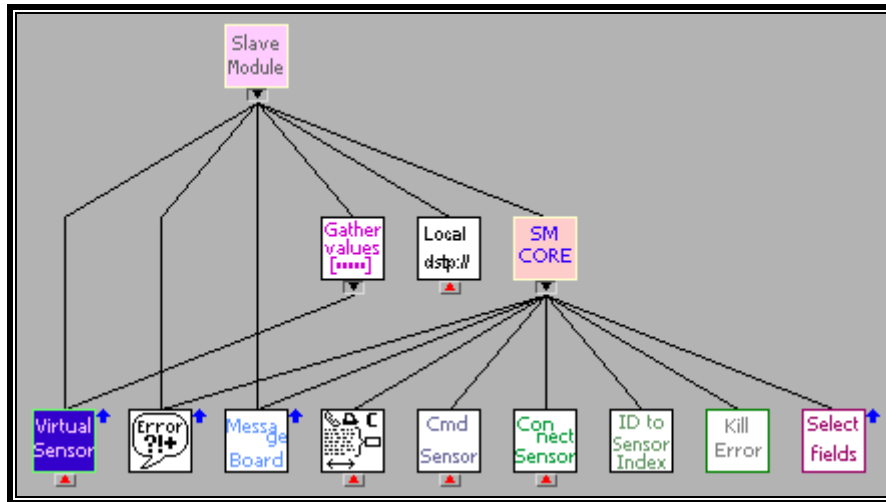 Slave
Module
Gather
values
[.....]
Local
dstp://
SM
CORE
Virtual
Sensor
Error
?!+
Messa
ge
Board
C
Cmd
Sensor
Con
nect
Sensor
ID to
Sensor
Index
Kill
Error
Select
fields